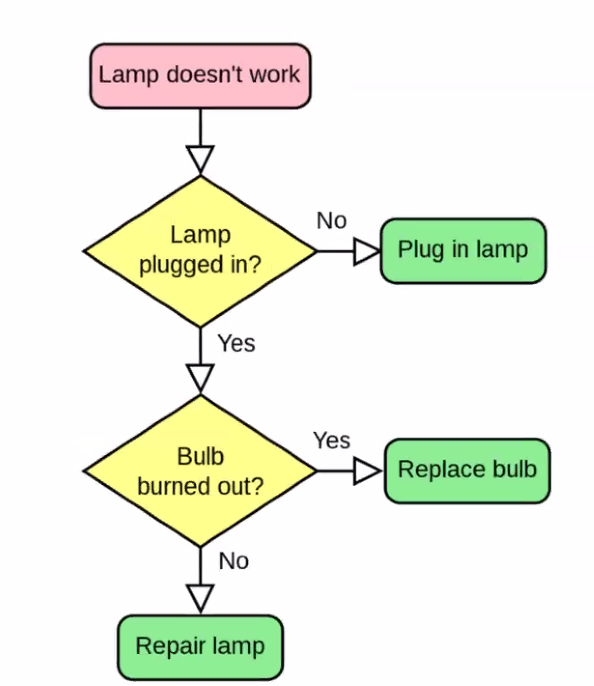 Lamp doesn't work
Lamp
plugged in?
No
Plug in lamp
Yes
Bulb
burned out?
Yes
Replace bulb
No
Repair lamp